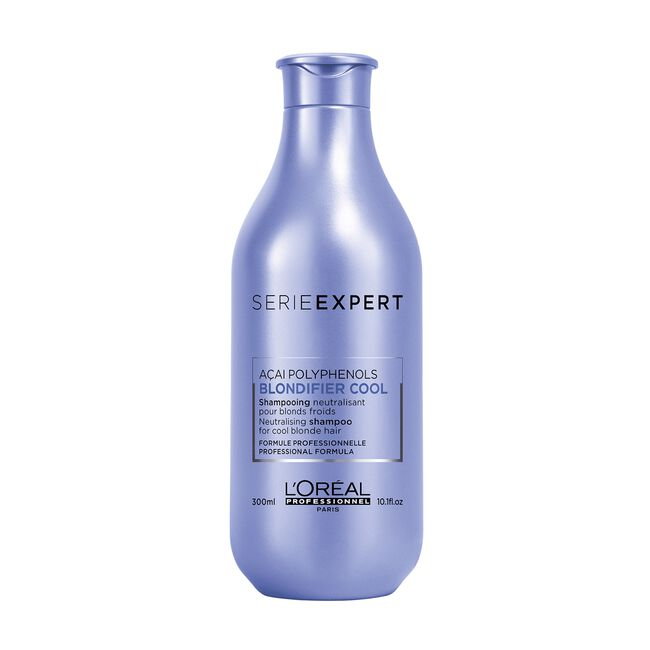 SERIEEXPERT
AÇAI POLYPHENOLS
BLONDIFIER COOL
Shampooing neutralisant
pour blonds froids
Neutralising shampoo
for cool blonde hair
FORMULE PROFESSIONNELLE
PROFESSIONAL FORMULA
L'ORÉAL
300ml PROFESSIONNEL 10.1fl.oz
PARIS